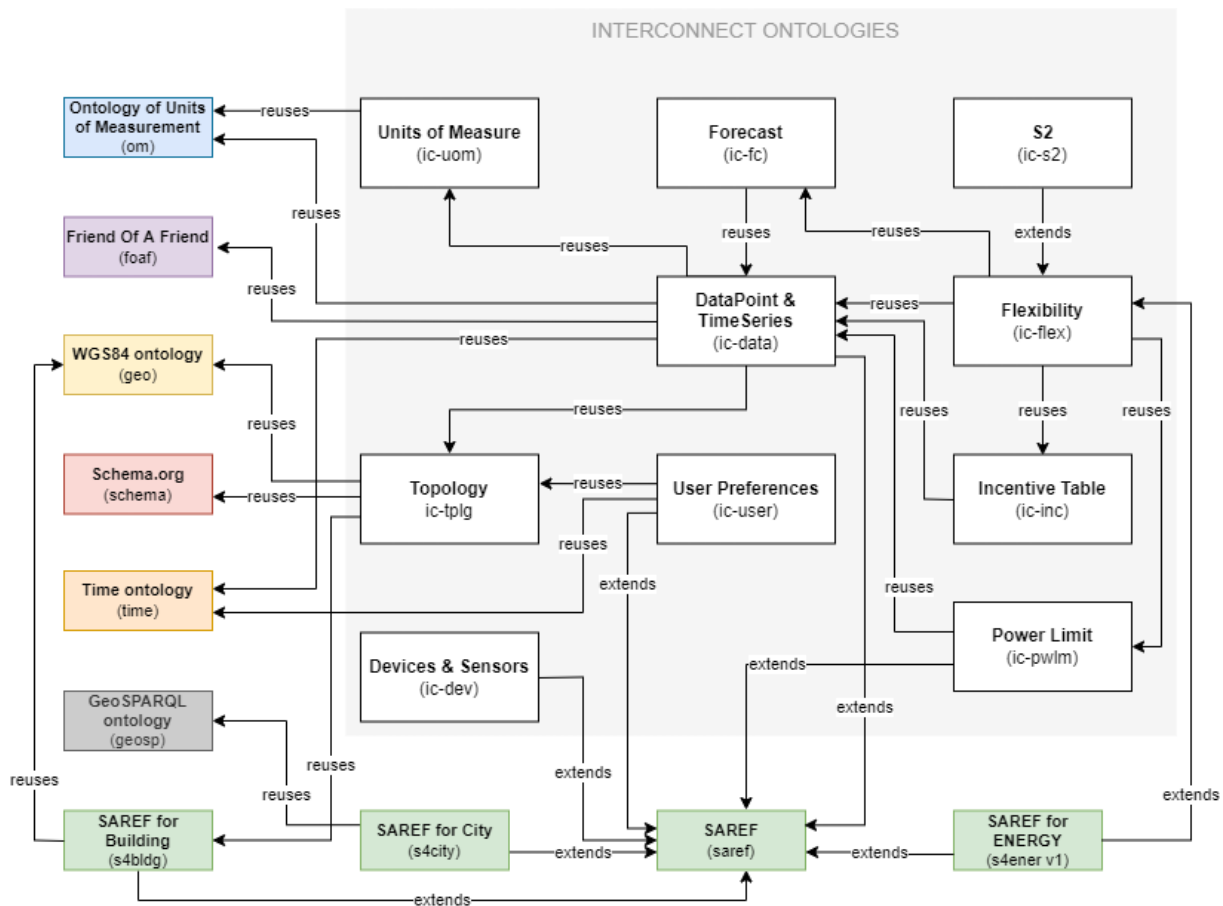 INTERCONNECT ONTOLOGIES
Ontology of Units
of Measurement
(om)
reuses
Units of Measure
(ic-uom)
Forecast
(ic-fc)
S2
(ic-s2)
reuses
reuses
reuses
reuses
extends
Friend Of A Friend
(foaf)
reuses
DataPoint &
TimeSeries
(ic-data)
reuses
Flexibility
(ic-flex)
reuses
WGS84 ontology
(geo)
reuses
reuses
reuses
reuses
reuses
Schema.org
(schema)
reuses
Topology
ic-tplg
reuses
User Preferences
(ic-user)
Incentive Table
(ic-inc)
reuses
extends
reuses
Time ontology
(time)
Devices & Sensors
(ic-dev)
extends
Power Limit
(ic-pwlm)
GeoSPARQL
ontology
(geosp)
extends
reuses
reuses
extends
reuses
extends
SAREF for
Building
(s4bldg)
SAREF for City
(s4city)
extends
SAREF
(saref)
extends
SAREF for
ENERGY
(s4ener v1)
extends